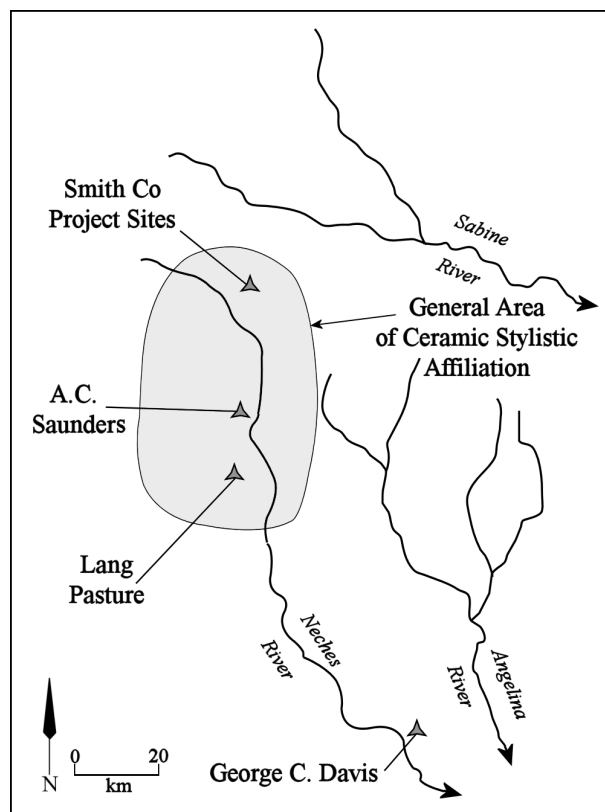 Smith Co
Project Sites
Sabine
River
General Area
of Ceramic Stylistic
Affiliation
A.C.
Saunders
Lang
Pasture
Neches
River
Angelina
River
N
0 20
km
George C. Davis